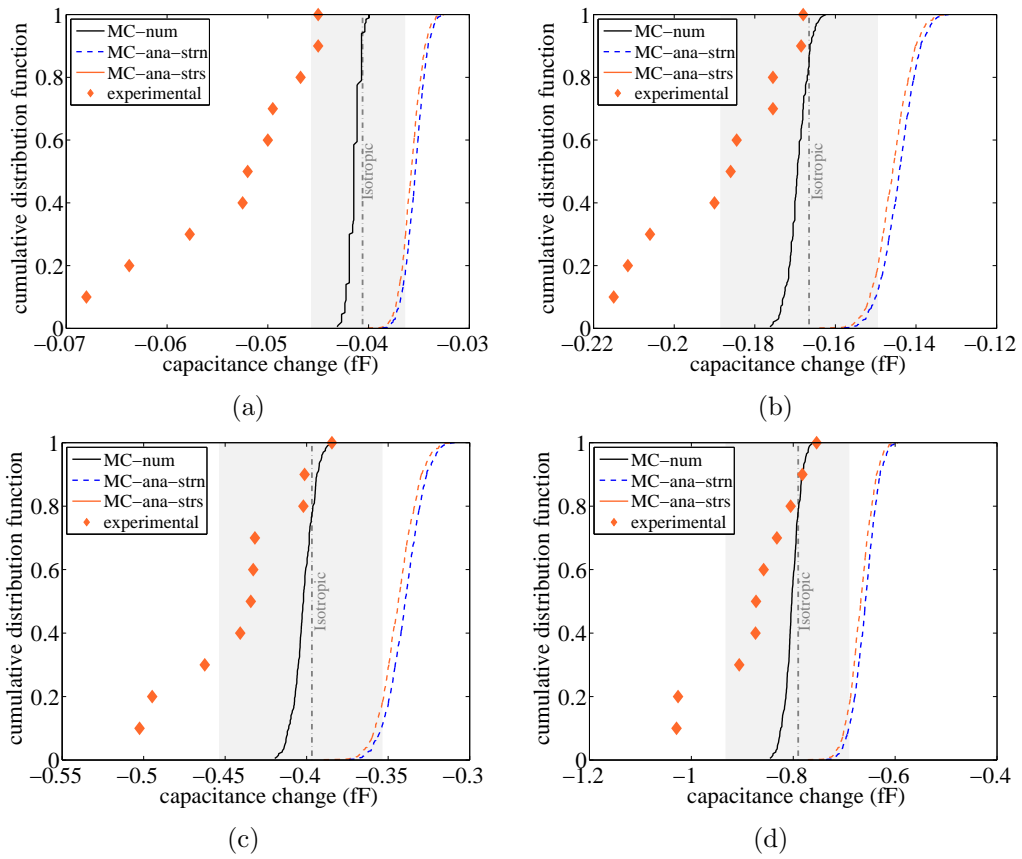 MC−num
MC−ana−strn
MC−ana−strs
experimental
Isotropic
cumulative distribution function
0
0.2
0.4
0.6
0.8
1
−0.07
−0.06
−0.05
−0.04
−0.03
capacitance change (fF)
(a)
MC−num
MC−ana−strn
MC−ana−strs
experimental
Isotropic
cumulative distribution function
0
0.2
0.4
0.6
0.8
1
−0.22
−0.2
−0.18
−0.16
−0.14
−0.12
capacitance change (fF)
(b)
MC−num
MC−ana−strn
MC−ana−strs
experimental
Isotropic
cumulative distribution function
0
0.2
0.4
0.6
0.8
1
−0.55
−0.5
−0.45
−0.4
−0.35
−0.3
capacitance change (fF)
(c)
MC−num
MC−ana−strn
MC−ana−strs
experimental
Isotropic
cumulative distribution function
0
0.2
0.4
0.6
0.8
1
−1.2
−1
−0.8
−0.6
−0.4
capacitance change (fF)
(d)